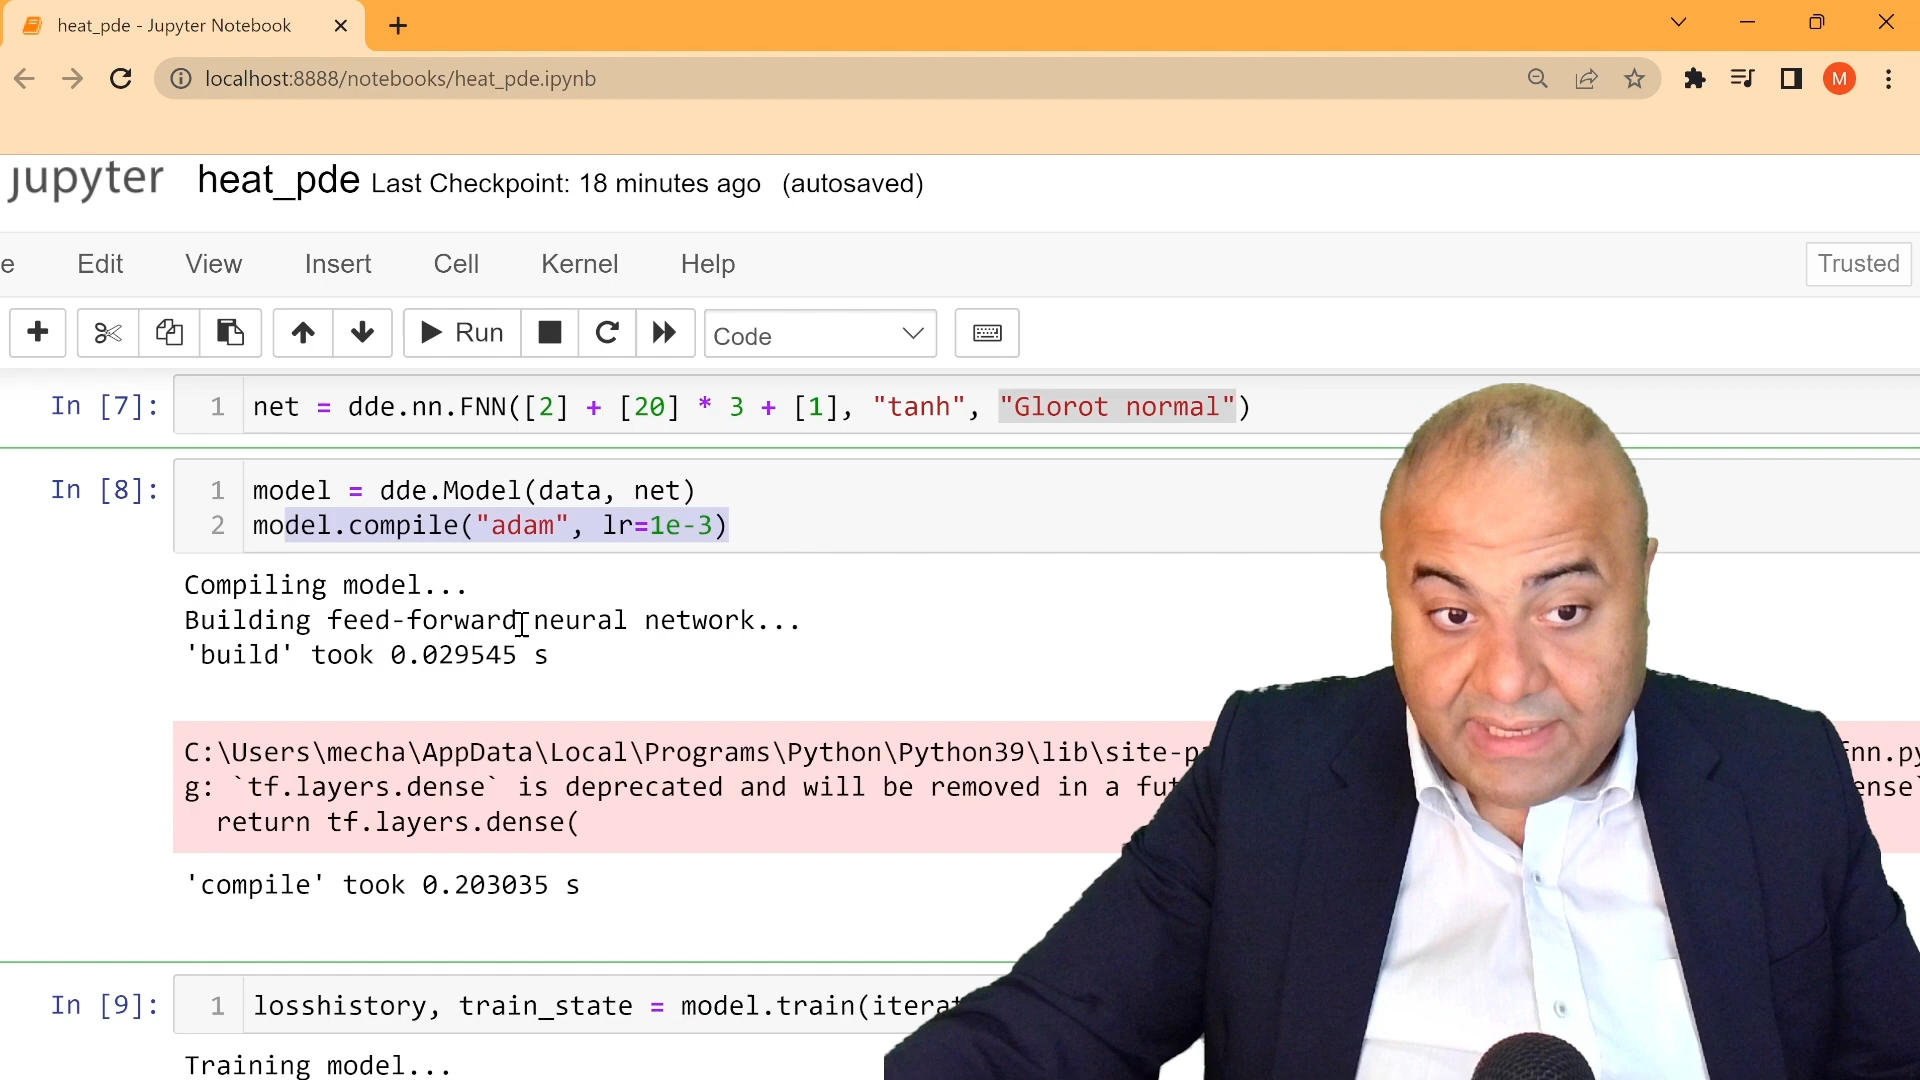 heat_pde - Jupyter Notebook
localhost:8888/notebooks/heat_pde.ipynb
M
jupyter heat_pde Last Checkpoint: 18 minutes ago (autosaved)
e Edit View Insert Cell Kernel Help Trusted
Run Code
In [7]: 1 net = dde.nn.FNN([2] + [20] * 3 + [1], "tanh", "Glorot normal")
In [8]: 1 model = dde.Model(data, net)
2 model.compile("adam", lr=1e-3)
Compiling model...
Building feed-forward neural network...
'build' took 0.029545 s
C:\Users\mecha\AppData\Local\Programs\Python\Python39\lib\site-p nn.py
g: `tf.layers.dense` is deprecated and will be removed in a fu ense`
return tf.layers.dense(
'compile' took 0.203035 s
In [9]: 1 losshistory, train_state = model.train(itera
Training model...